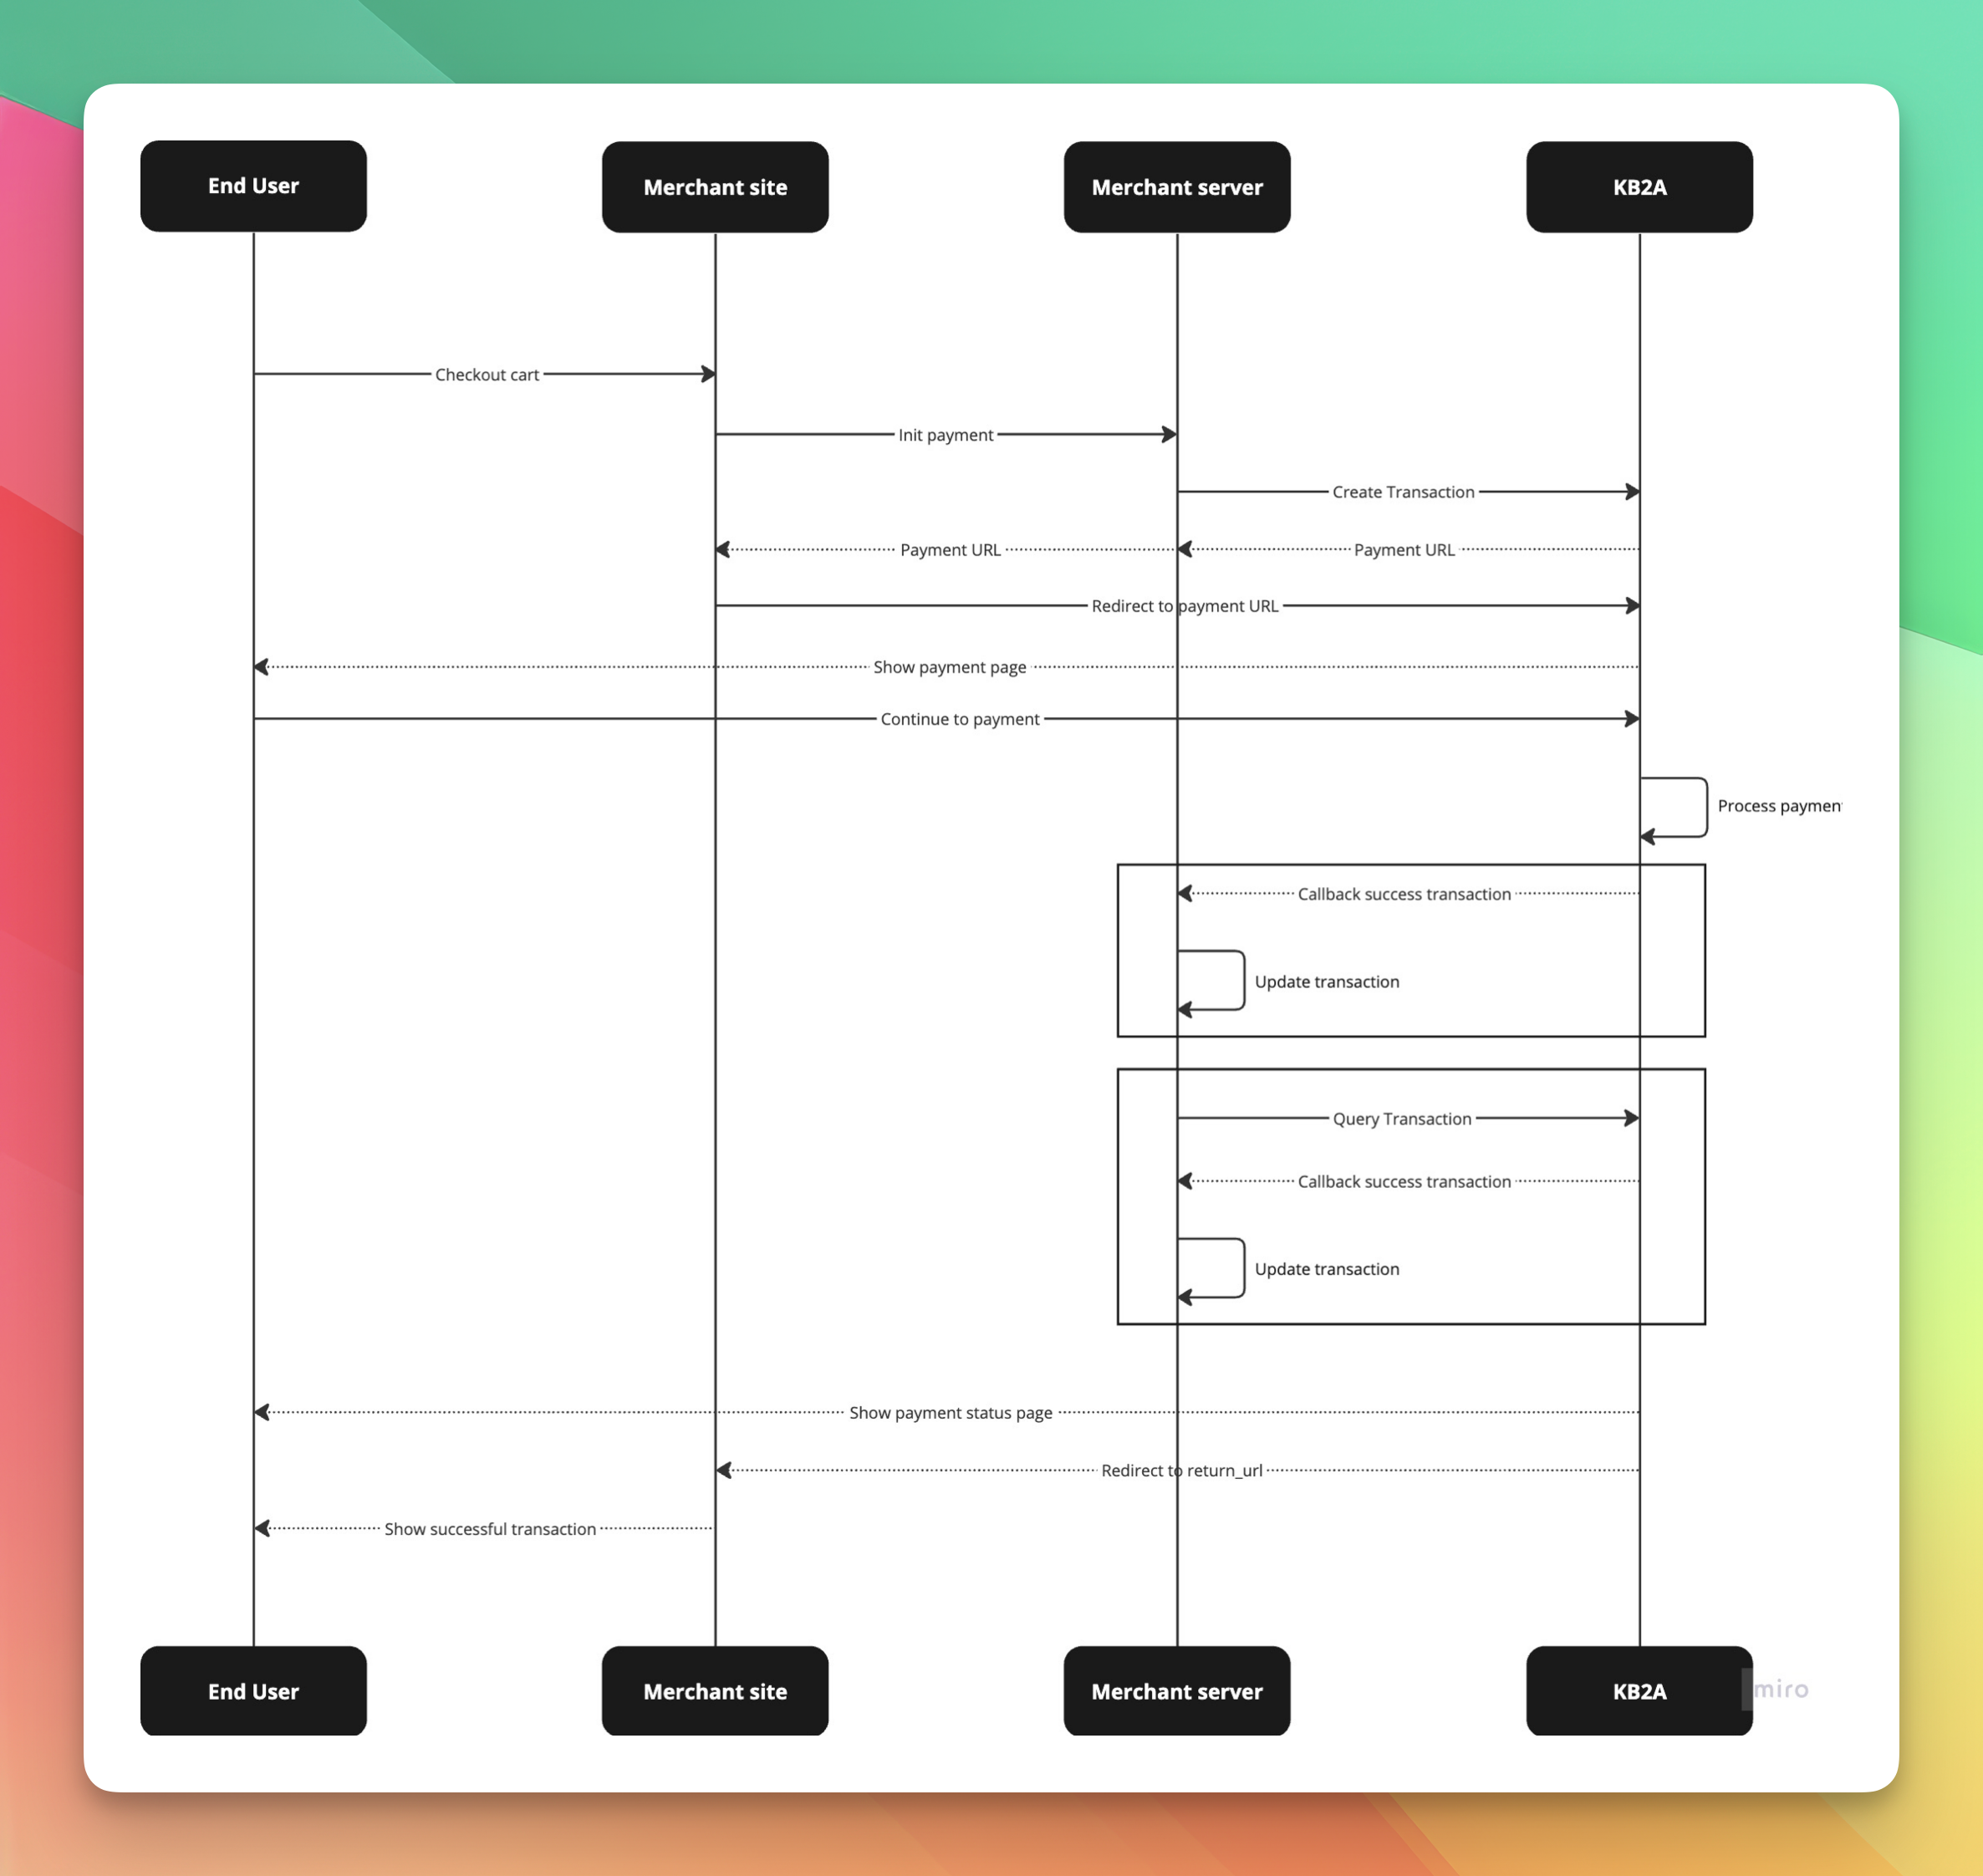 End User
Merchant site
Merchant server
KB2A
Checkout cart
Init payment
Create Transaction
Payment URL
Payment URL
Redirect to payment URL
Show payment page
Continue to payment
Process paymen
Callback success transaction
Update transaction
Query Transaction
Callback success transaction
Update transaction
Show payment status page
Redirect to return_url
Show successful transaction
End User
Merchant site
Merchant server
KB2A
miro